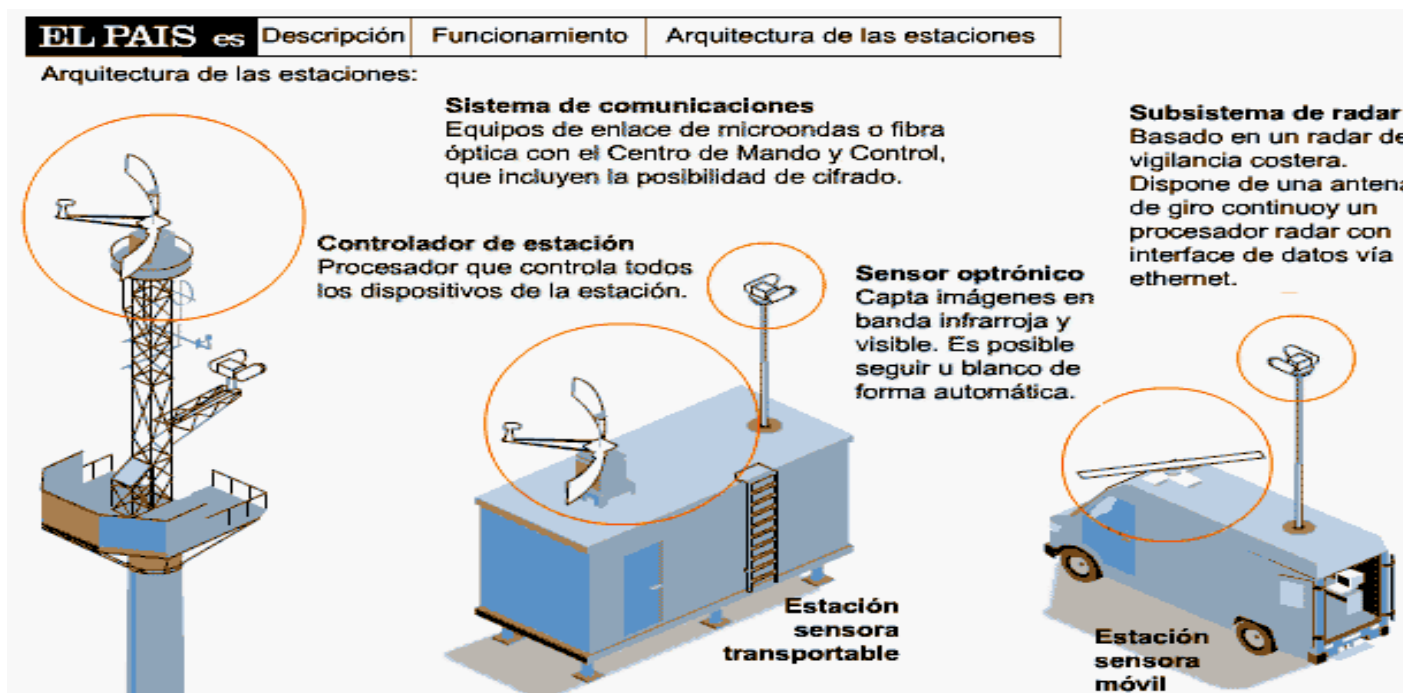 EL PAIS es Descripción Funcionamiento Arquitectura de las estaciones
Arquitectura de las estaciones:
Sistema de comunicaciones
Equipos de enlace de microondas o fibra
óptica con el Centro de Mando y Control,
que incluyen la posibilidad de cifrado.
Controlador de estación
Procesador que controla todos
los dispositivos de la estación.
Sensor optrónico
Capta imágenes en
banda infrarroja y
visible. Es posible
seguir u blanco de
forma automática.
Subsistema de radar
Basado en un radar de
vigilancia costera.
Dispone de una antena
de giro continuoy un
procesador radar con
interface de datos vía
ethernet.
Estación
sensora
transportable
Estación
sensora
móvil